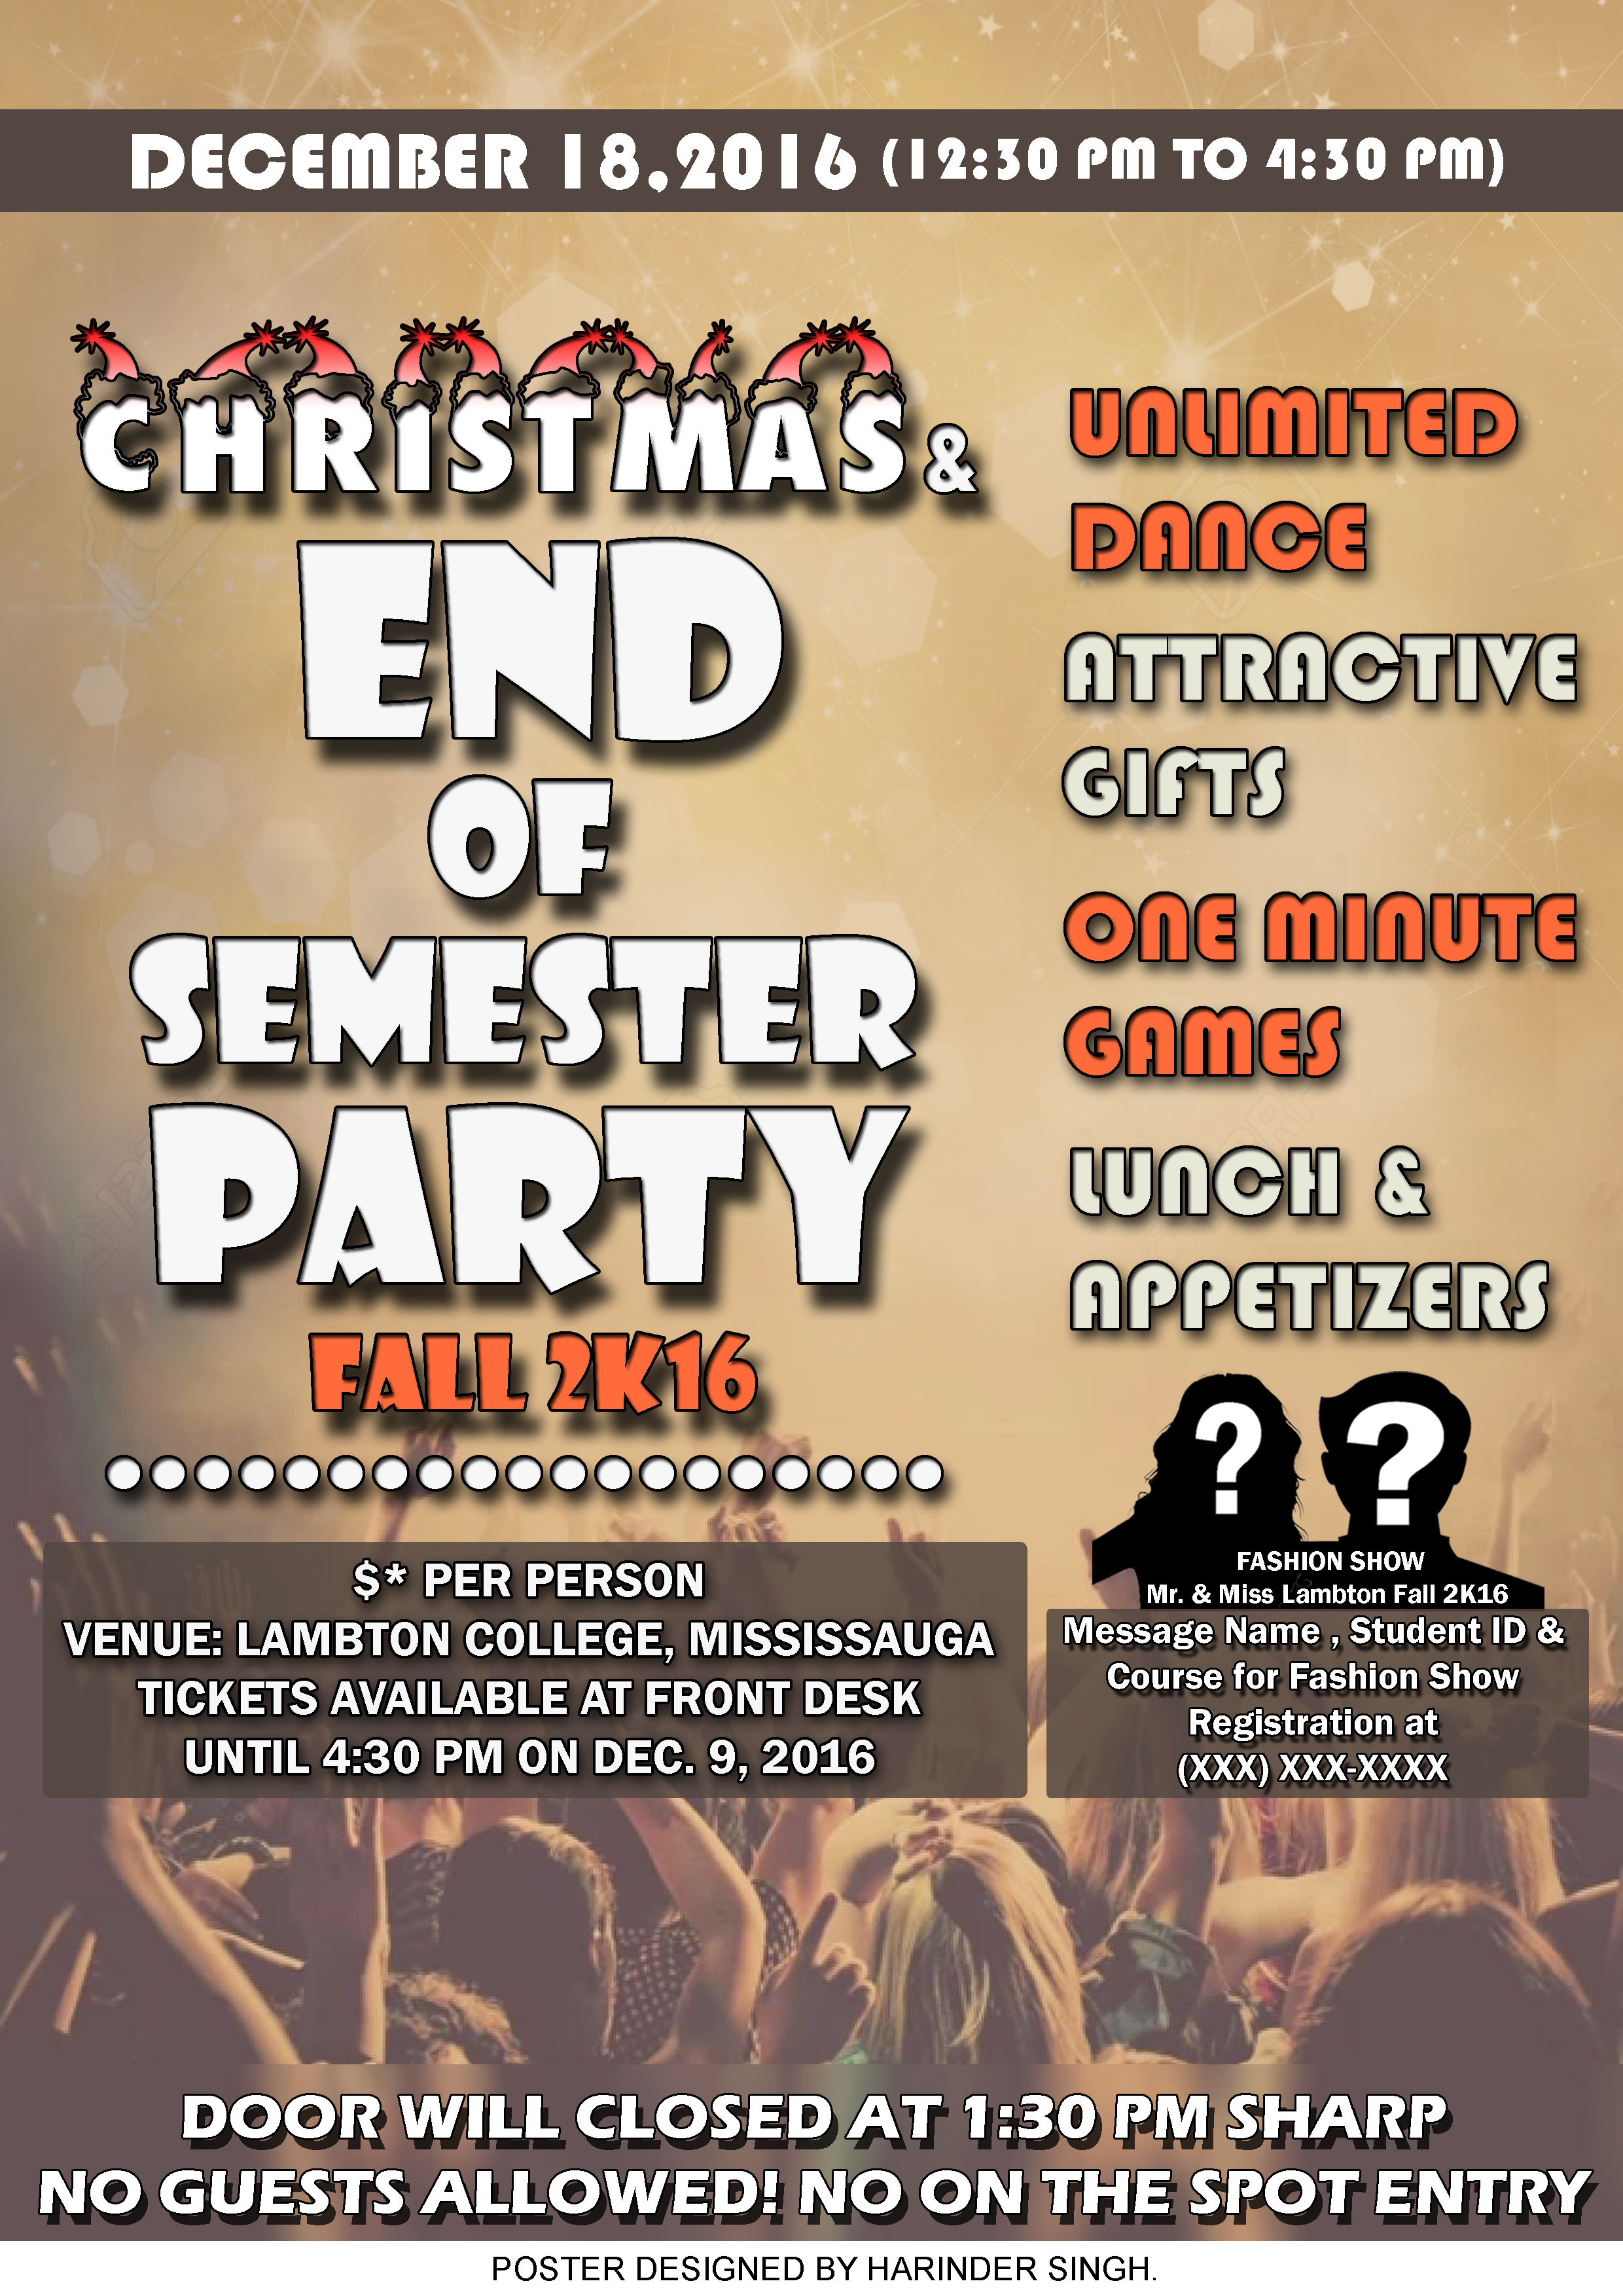 DECEMBER 18,2016 (12:30 PM TO 4:30 PM)
CHRISTMAS &
END
OF
SEMESTER
PARTY
FALL 2K16
UNLIMITED
DANCE
ATTRACTIVE
GIFTS
ONE MINUTE
GAMES
LUNCH &
APPETIZERS
? ?
FASHION SHOW
Mr. & Miss Lambton Fall 2K16
Message Name , Student ID &
Course for Fashion Show
Registration at
(XXX) XXX-XXXX
$* PER PERSON
VENUE: LAMBTON COLLEGE, MISSISSAUGA
TICKETS AVAILABLE AT FRONT DESK
UNTIL 4:30 PM ON DEC. 9, 2016
DOOR WILL CLOSED AT 1:30 PM SHARP
NO GUESTS ALLOWED! NO ON THE SPOT ENTRY
POSTER DESIGNED BY HARINDER SINGH.